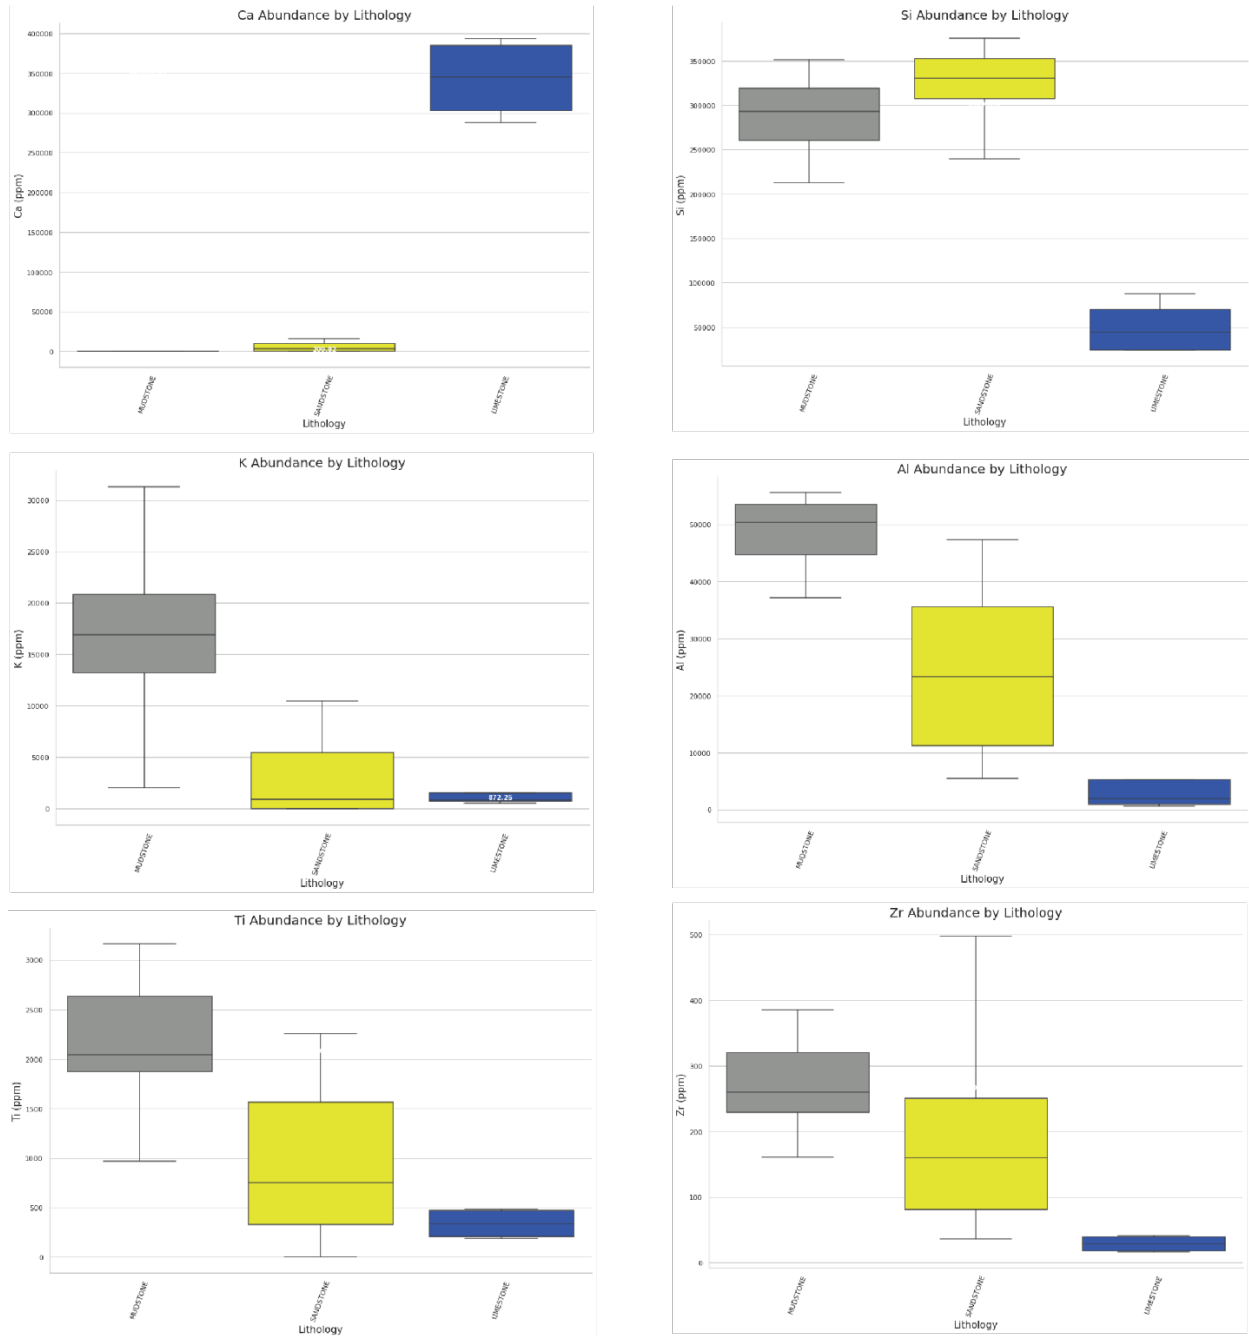 Ca Abundance by Lithology
Ca (ppm)
400000
350000
300000
250000
200000
150000
100000
50000
0
MUDSTONE
SANDSTONE
LIMESTONE
Lithology
Si Abundance by Lithology
Si (ppm)
350000
300000
250000
200000
150000
100000
50000
MUDSTONE
SANDSTONE
LIMESTONE
Lithology
K Abundance by Lithology
K (ppm)
30000
25000
20000
15000
10000
5000
0
872.25
MUDSTONE
SANDSTONE
LIMESTONE
Lithology
Al Abundance by Lithology
Al (ppm)
50000
40000
30000
20000
10000
0
MUDSTONE
SANDSTONE
LIMESTONE
Lithology
Ti Abundance by Lithology
Ti (ppm)
3000
2500
2000
1500
1000
500
0
MUDSTONE
SANDSTONE
LIMESTONE
Lithology
Zr Abundance by Lithology
Zr (ppm)
500
400
300
200
100
0
MUDSTONE
SANDSTONE
LIMESTONE
Lithology